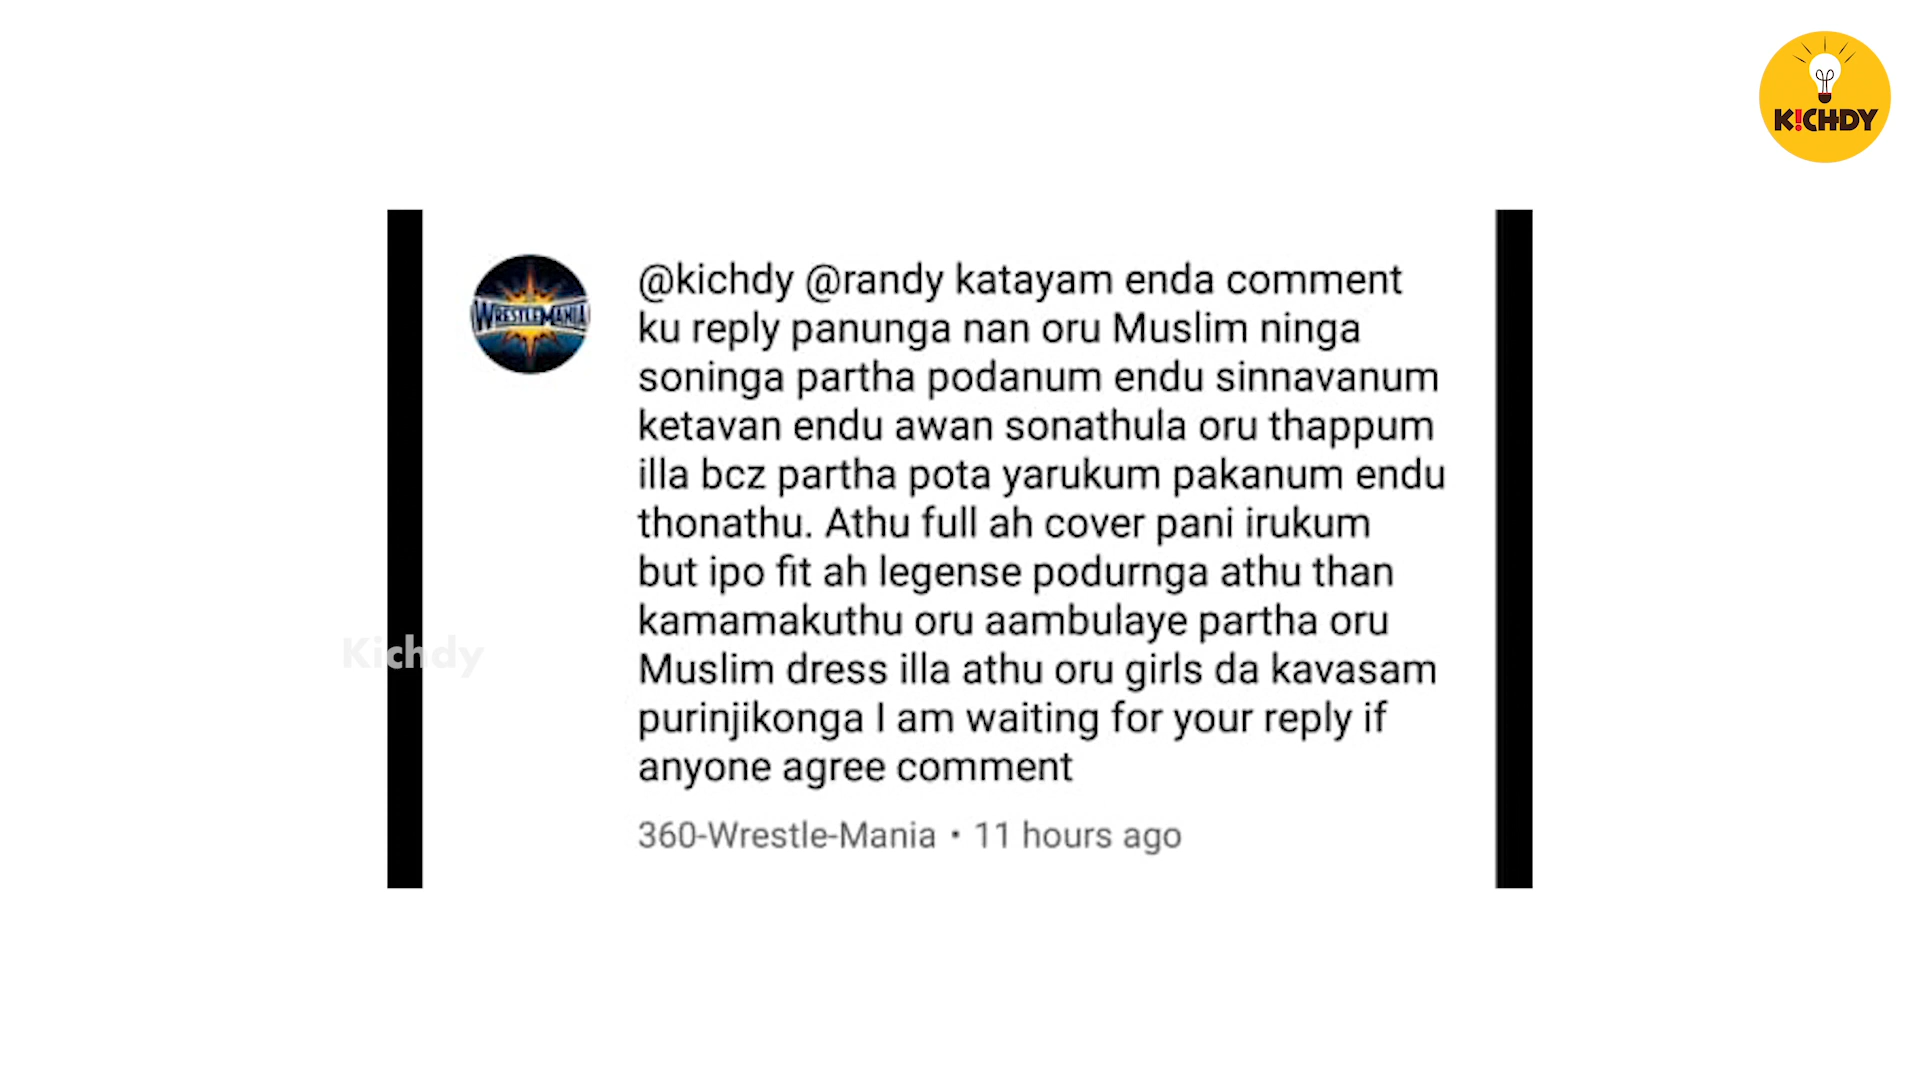 K!CHDY
WRESTLEMANIA
@kichdy @randy katayam enda comment
ku reply panunga nan oru Muslim ninga
soninga partha podanum endu sinnavanum
ketavan endu awan sonathula oru thappum
illa bcz partha pota yarukum pakanum endu
thonathu. Athu full ah cover pani irukum
but ipo fit ah legense podurnga athu than
kamamakuthu oru aambulaye partha oru
Kichdy
Muslim dress illa athu oru girls da kavasam
purinjikonga I am waiting for your reply if
anyone agree comment
360-Wrestle-Mania • 11 hours ago